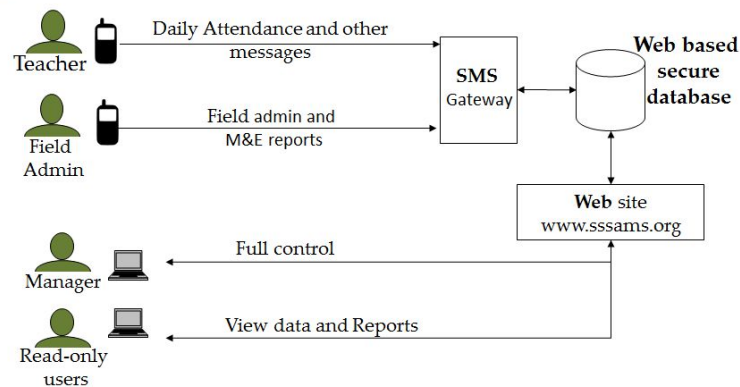 Teacher
Daily Attendance and other
messages
SMS
Gateway
Web based
secure
database
Field
Admin
Field admin and
M&E reports
Web site
www.sssams.org
Manager
Full control
Read-only
users
View data and Reports